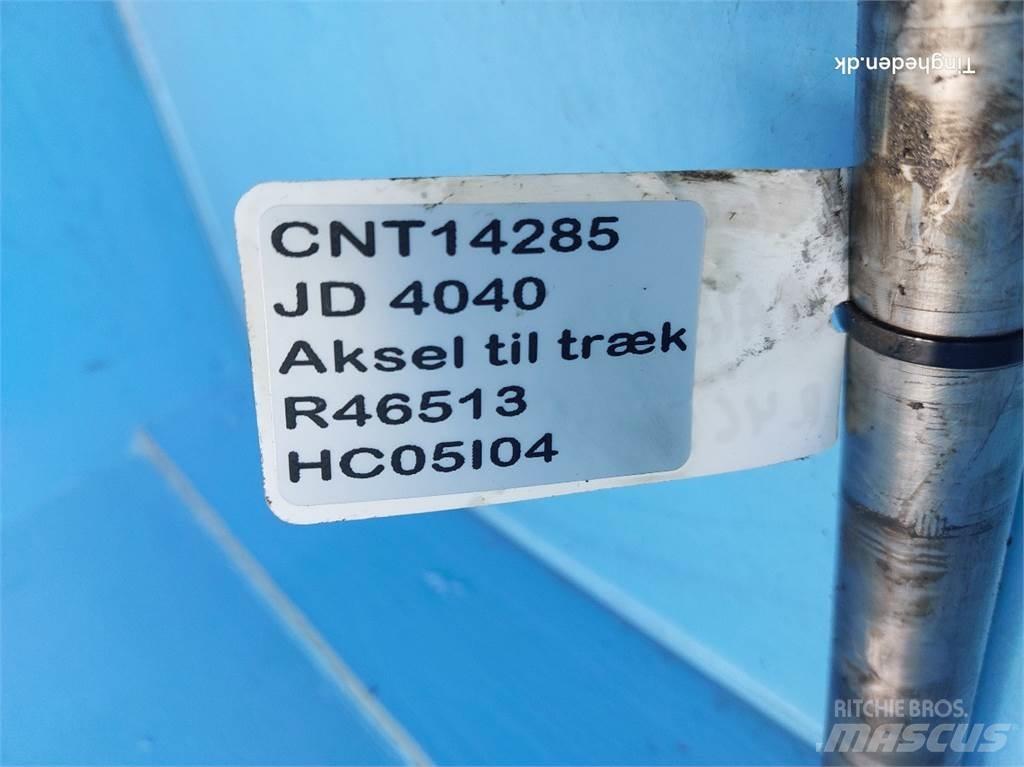 Tingheden.dk
CNT14285
JD 4040
Aksel til træk
R46513
HC05I04
RITCHIE BROS.
MASCUS